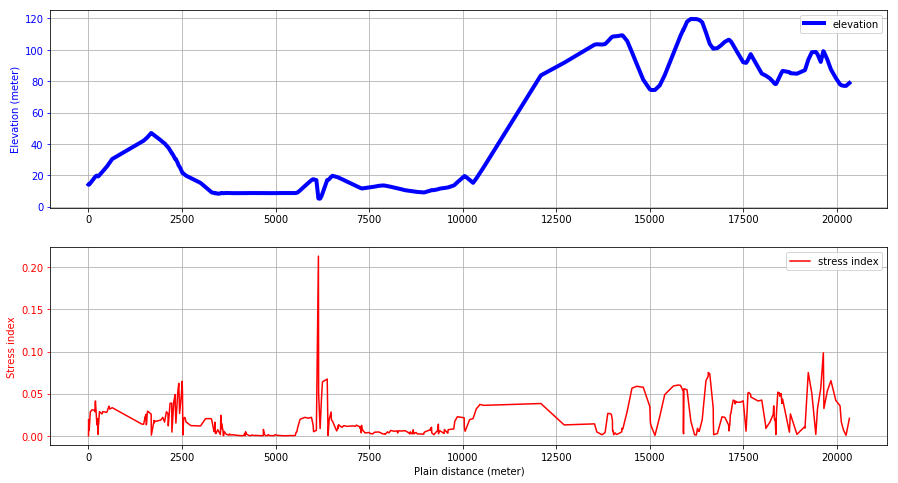 elevation
Elevation (meter)
120
100
80
60
40
20
0
0 2500 5000 7500 10000 12500 15000 17500 20000
stress index
Stress index
0.20
0.15
0.10
0.05
0.00
0 2500 5000 7500 10000 12500 15000 17500 20000
Plain distance (meter)